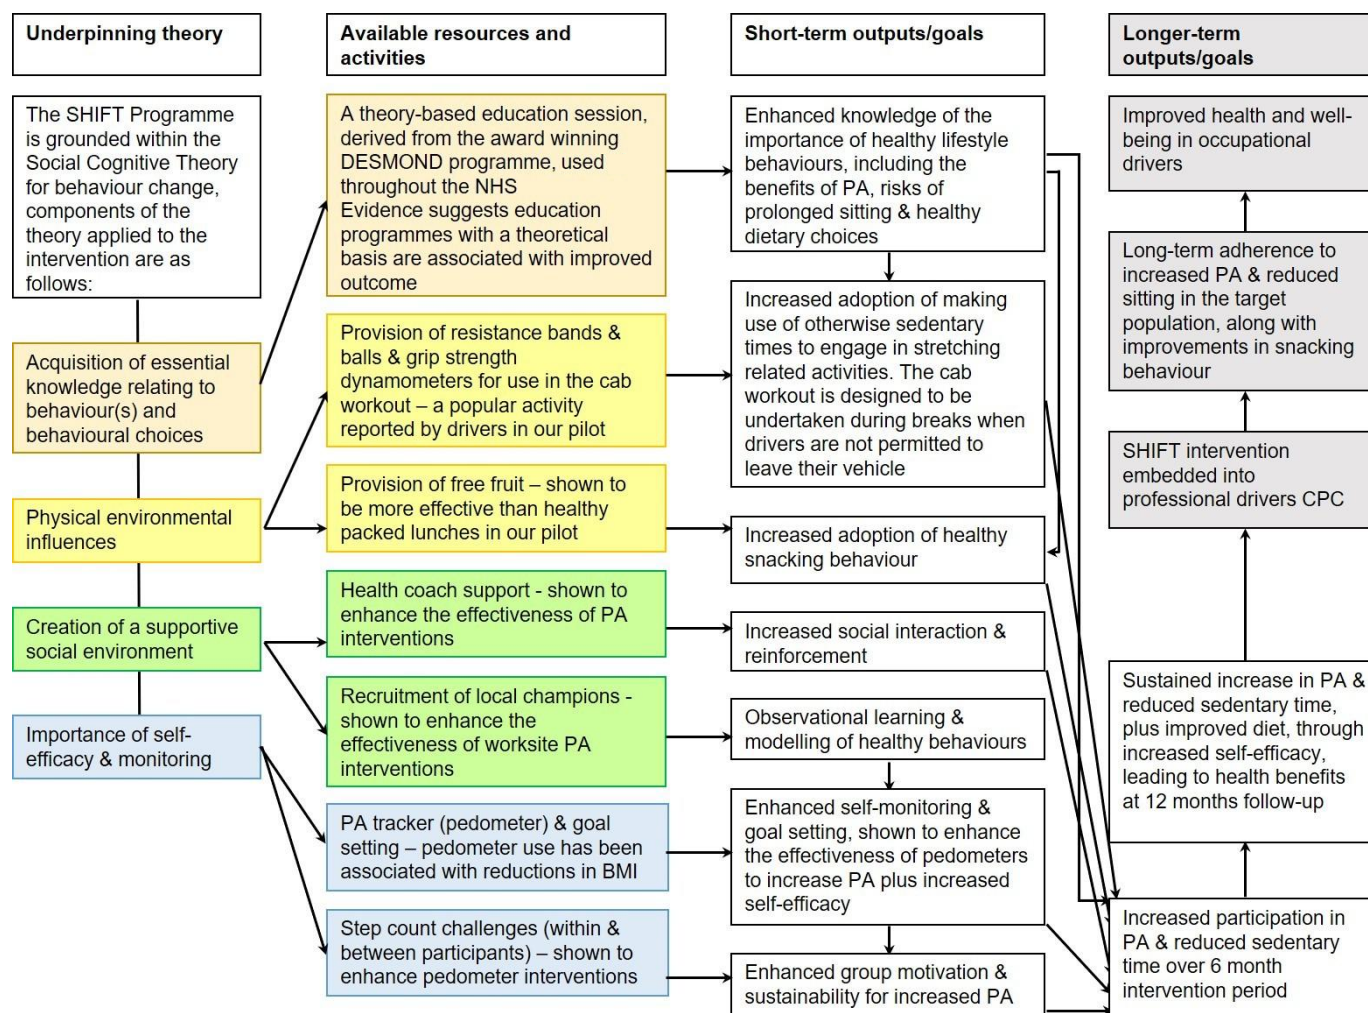 Underpinning theory
The SHIFT Programme
is grounded within the
Social Cognitive Theory
for behaviour change,
components of the
theory applied to the
intervention are as
follows:
Acquisition of essential
knowledge relating to
behaviour(s) and
behavioural choices
Physical environmental
influences
Creation of a supportive
social environment
Importance of self-
efficacy & monitoring
Available resources and
activities
A theory-based education session,
derived from the award winning
DESMOND programme, used
throughout the NHS
Evidence suggests education
programmes with a theoretical
basis are associated with improved
outcome
Provision of resistance bands &
balls & grip strength
dynamometers for use in the cab
workout – a popular activity
reported by drivers in our pilot
Provision of free fruit – shown to
be more effective than healthy
packed lunches in our pilot
Health coach support - shown to
enhance the effectiveness of PA
interventions
Recruitment of local champions -
shown to enhance the
effectiveness of worksite PA
interventions
PA tracker (pedometer) & goal
setting – pedometer use has been
associated with reductions in BMI
Step count challenges (within &
between participants) – shown to
enhance pedometer interventions
Short-term outputs/goals
Enhanced knowledge of the
importance of healthy lifestyle
behaviours, including the
benefits of PA, risks of
prolonged sitting & healthy
dietary choices
Increased adoption of making
use of otherwise sedentary
times to engage in stretching
related activities. The cab
workout is designed to be
undertaken during breaks when
drivers are not permitted to
leave their vehicle
Increased adoption of healthy
snacking behaviour
Increased social interaction &
reinforcement
Observational learning &
modelling of healthy behaviours
Enhanced self-monitoring &
goal setting, shown to enhance
the effectiveness of pedometers
to increase PA plus increased
self-efficacy
Enhanced group motivation &
sustainability for increased PA
Longer-term
outputs/goals
Improved health and well-
being in occupational
drivers
Long-term adherence to
increased PA & reduced
sitting in the target
population, along with
improvements in snacking
behaviour
SHIFT intervention
embedded into
professional drivers CPC
Sustained increase in PA &
reduced sedentary time,
plus improved diet, through
increased self-efficacy,
leading to health benefits
at 12 months follow-up
Increased participation in
PA & reduced sedentary
time over 6 month
intervention period